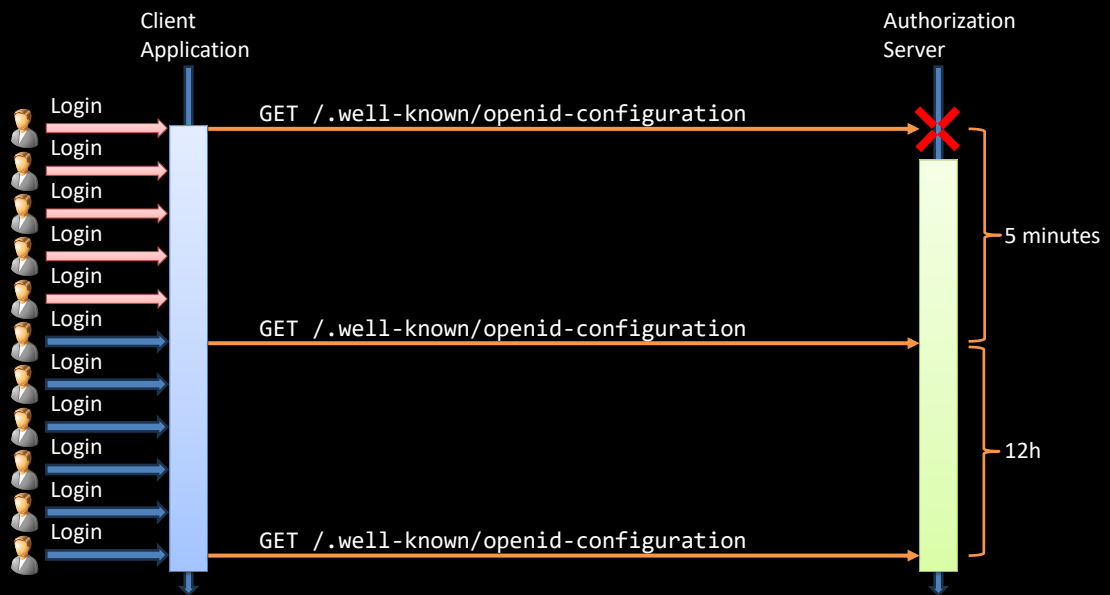 Client
Application
Authorization
Server
Login
GET /.well-known/openid-configuration
Login
Login
Login
5 minutes
Login
Login
GET /.well-known/openid-configuration
Login
Login
Login
12h
Login
Login
GET /.well-known/openid-configuration